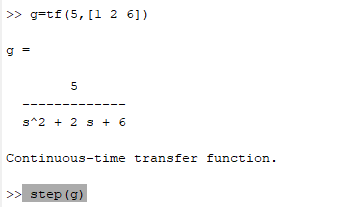 >> g=tf(5,[1 2 6])
g =
5
-------------
s^2 + 2 s + 6
Continuous-time transfer function.
>> step(g)